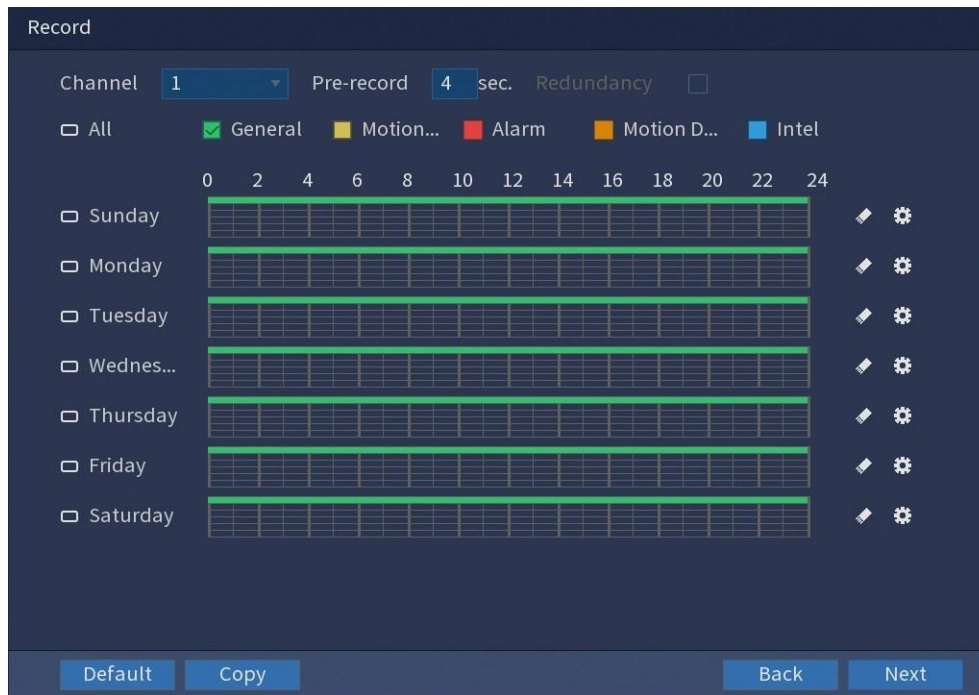 Record
Channel 1 Pre-record 4 sec. Redundancy
All General Motion... Alarm Motion D... Intel
0 2 4 6 8 10 12 14 16 18 20 22 24
Sunday
Monday
Tuesday
Wednes...
Thursday
Friday
Saturday
Default Copy Back Next